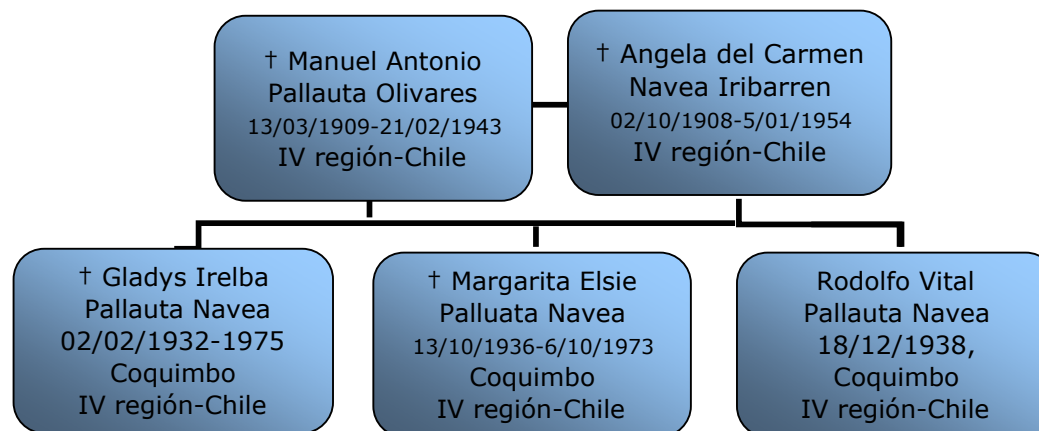 † Manuel Antonio
Pallauta Olivares
13/03/1909-21/02/1943
IV región-Chile
† Angela del Carmen
Navea Iribarren
02/10/1908-5/01/1954
IV región-Chile
† Gladys Irelba
Pallauta Navea
02/02/1932-1975
Coquimbo
IV región-Chile
† Margarita Elsie
Palluata Navea
13/10/1936-6/10/1973
Coquimbo
IV región-Chile
Rodolfo Vital
Pallauta Navea
18/12/1938,
Coquimbo
IV región-Chile